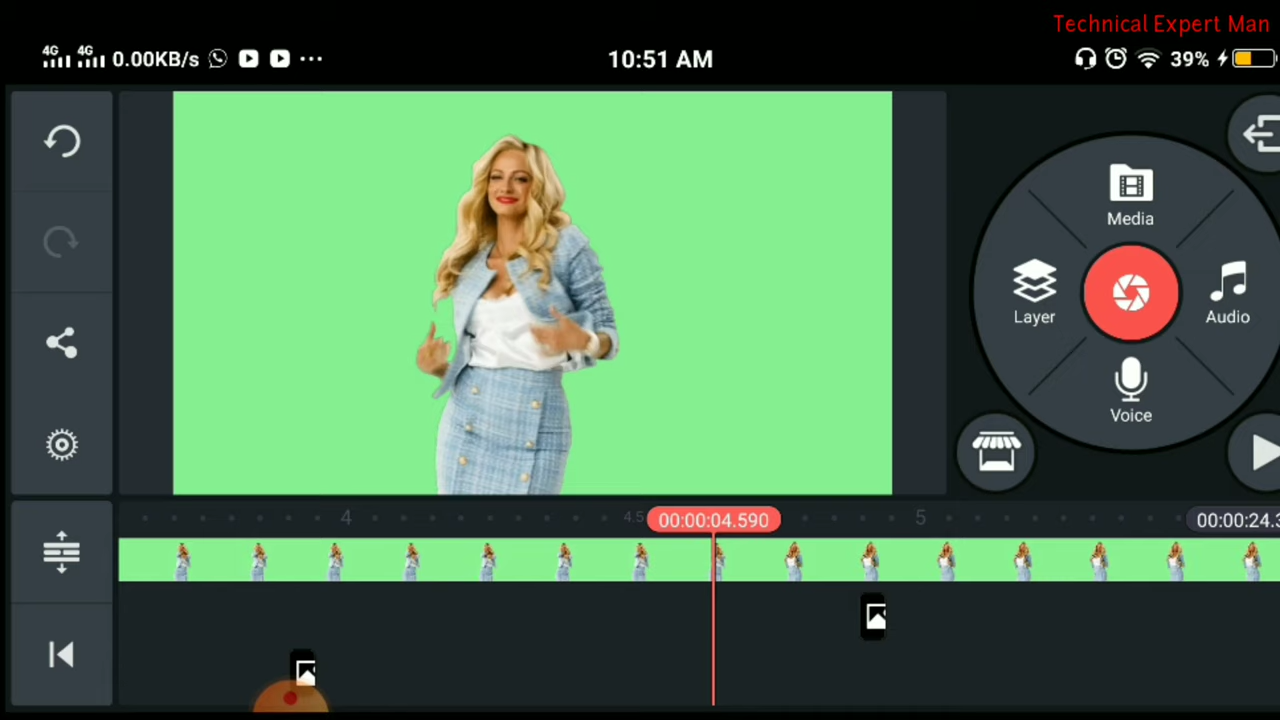 Technical Expert Man
4G 4G 0.00KB/s 10:51 AM 39%
Media
Layer
Audio
Voice
4 4.5 00:00:04.590 5 00:00:24.3